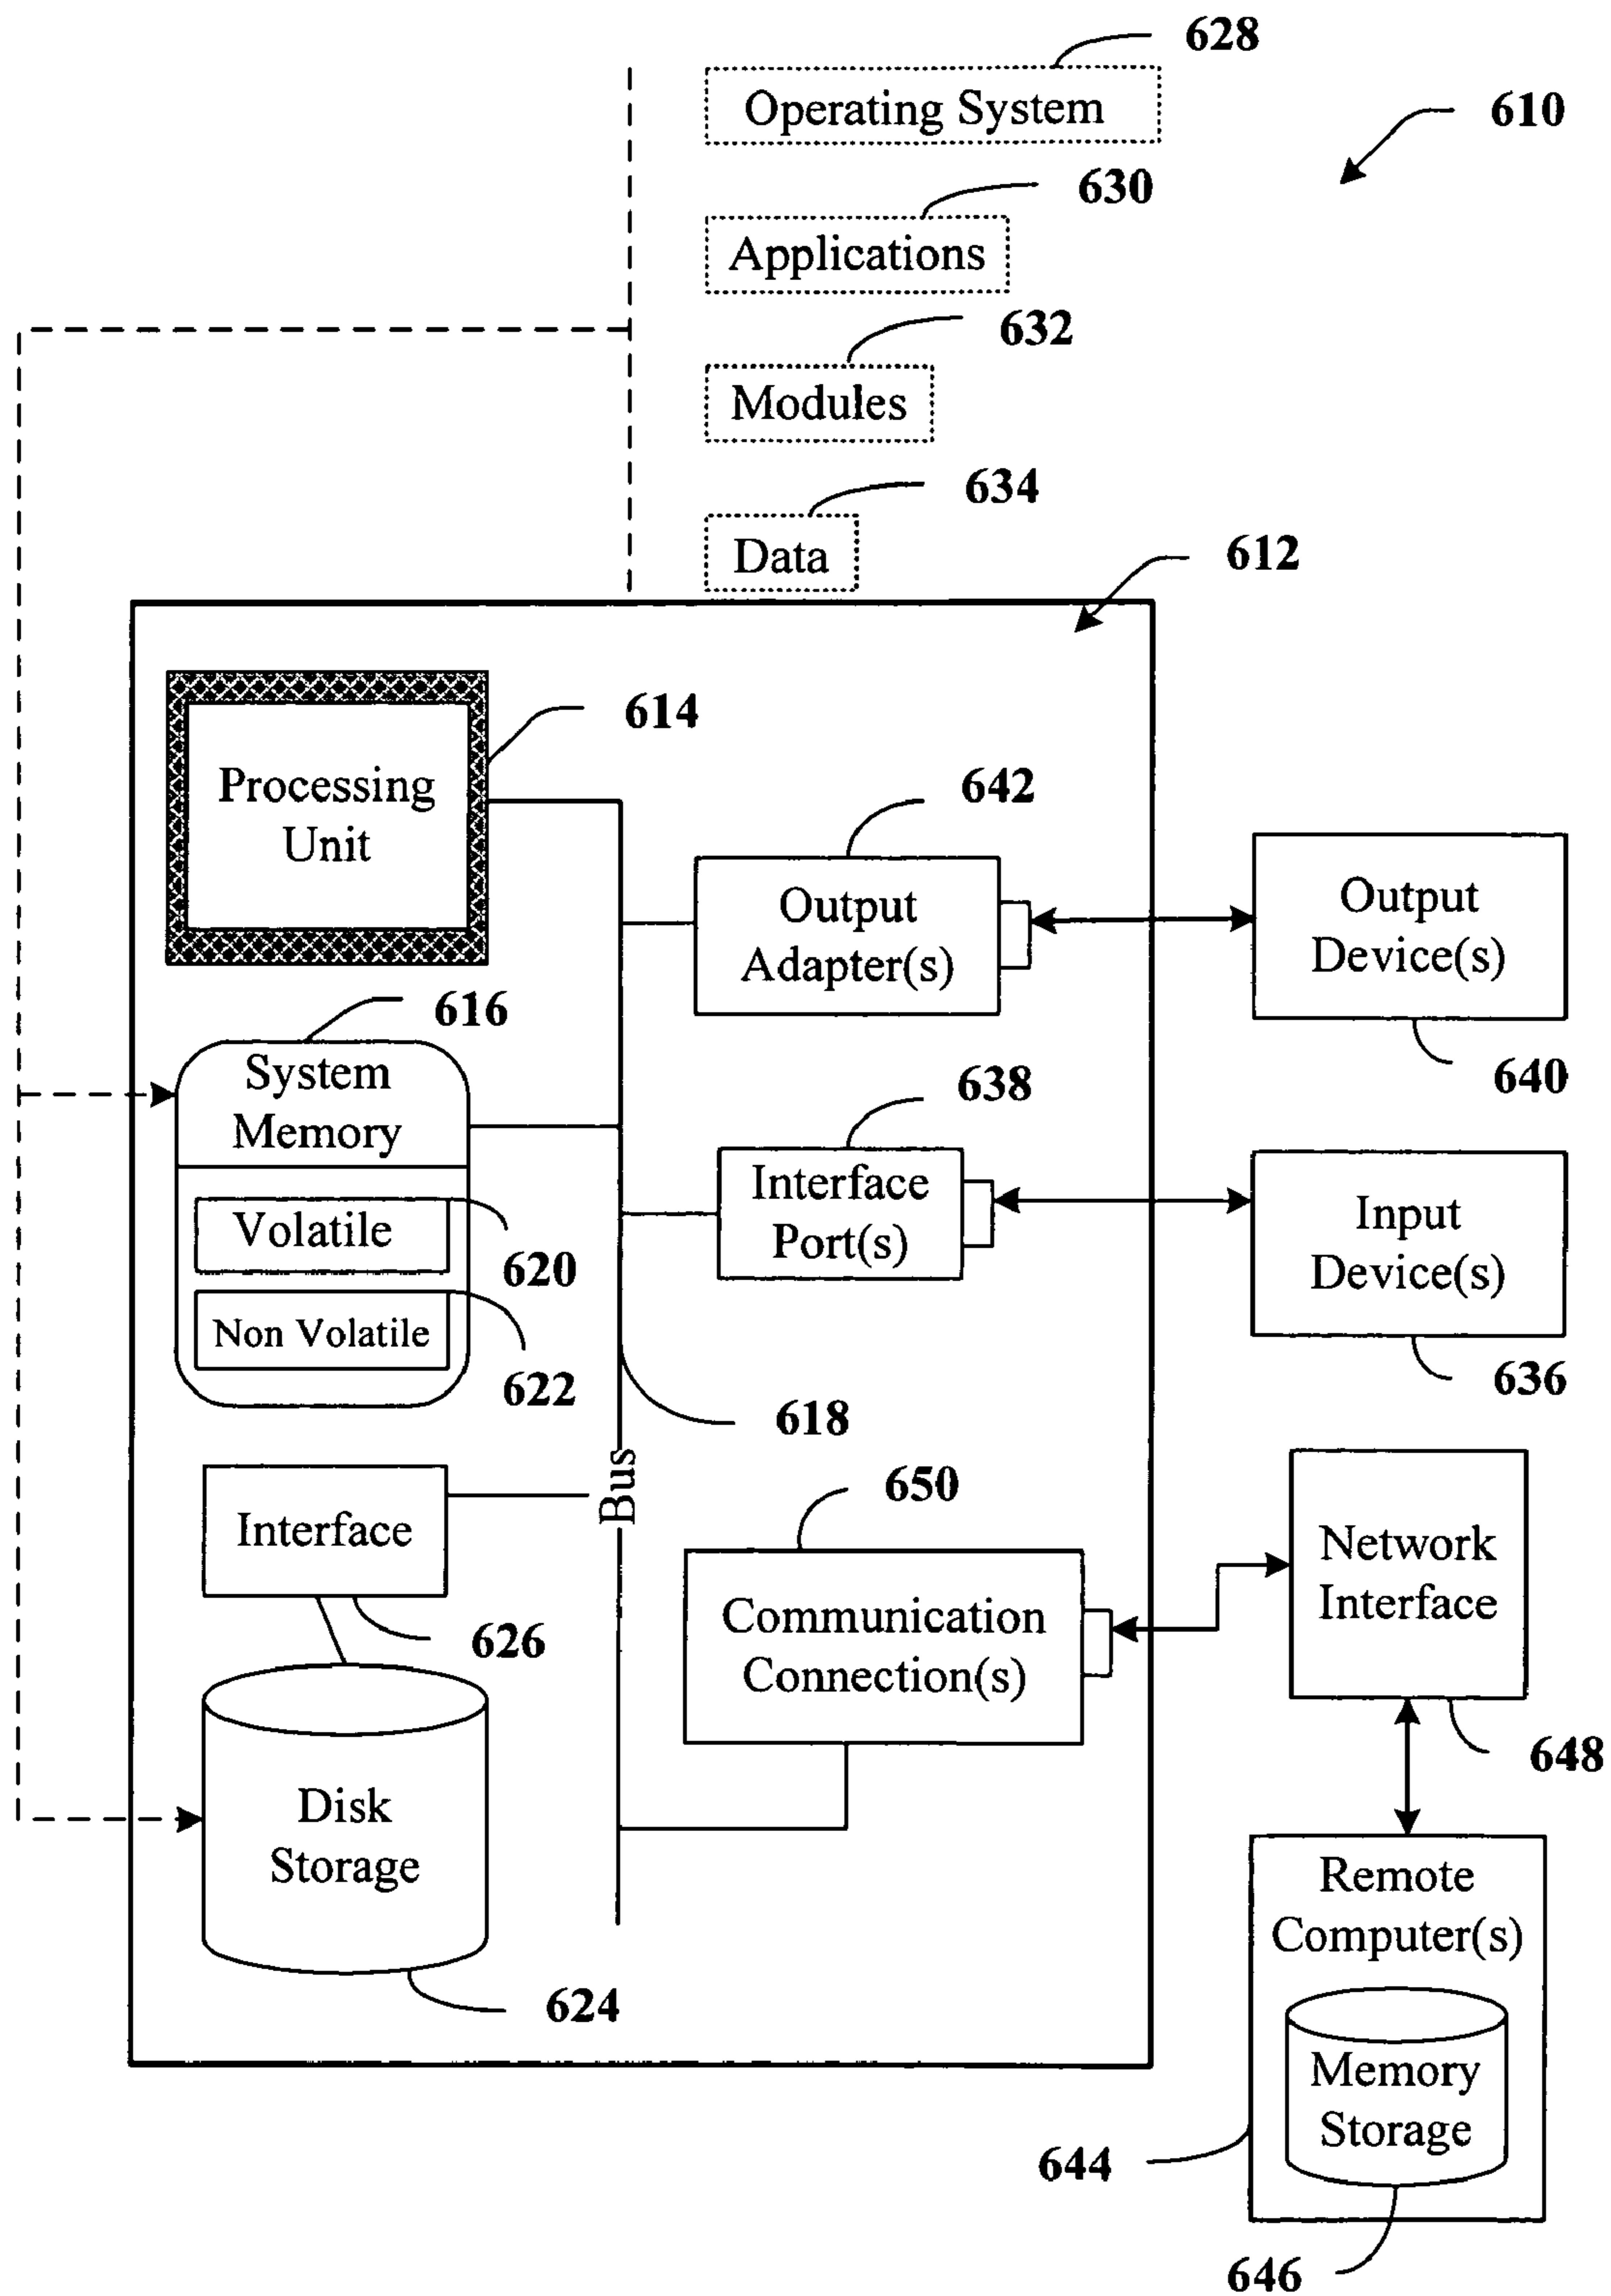 628
Operating System
610
630
Applications
632
Modules
634
Data
612
614
Processing
Unit
642
Output
Adapter(s)
Output
Device(s)
640
616
System
Memory
Volatile
620
Non Volatile
622
638
Interface
Port(s)
Input
Device(s)
636
618
Bus
Interface
626
650
Communication
Connection(s)
Network
Interface
648
Disk
Storage
624
Remote
Computer(s)
Memory
Storage
644
646